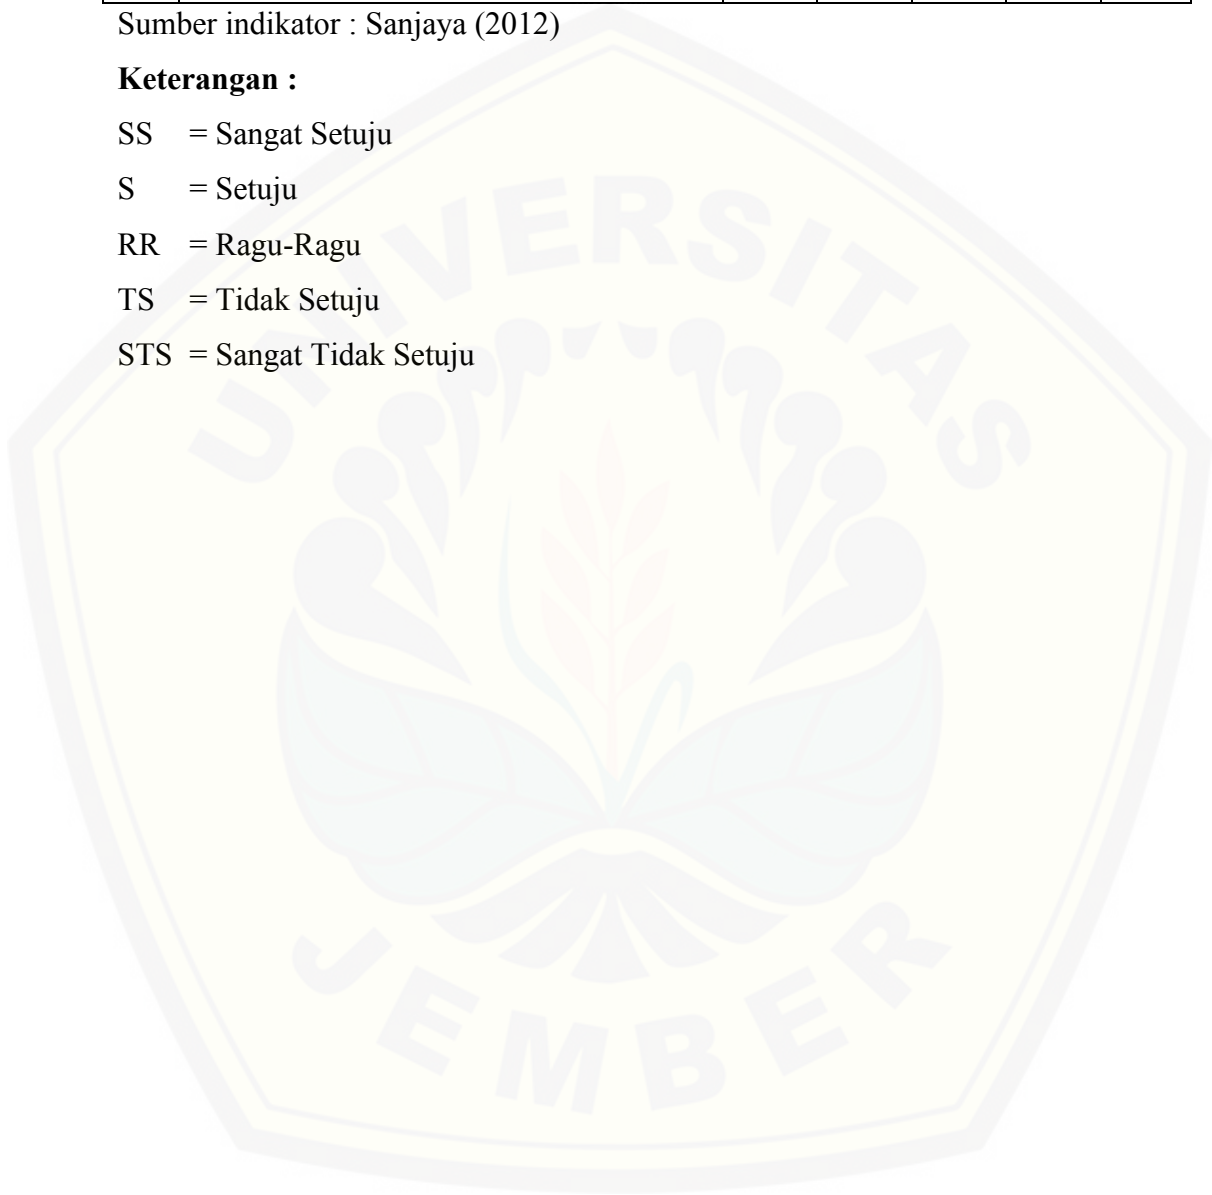 Sumber indikator : Sanjaya (2012)
Keterangan :
SS = Sangat Setuju
S = Setuju
RR = Ragu-Ragu
TS = Tidak Setuju
STS = Sangat Tidak Setuju
UNIVERSITAS
JEMBER